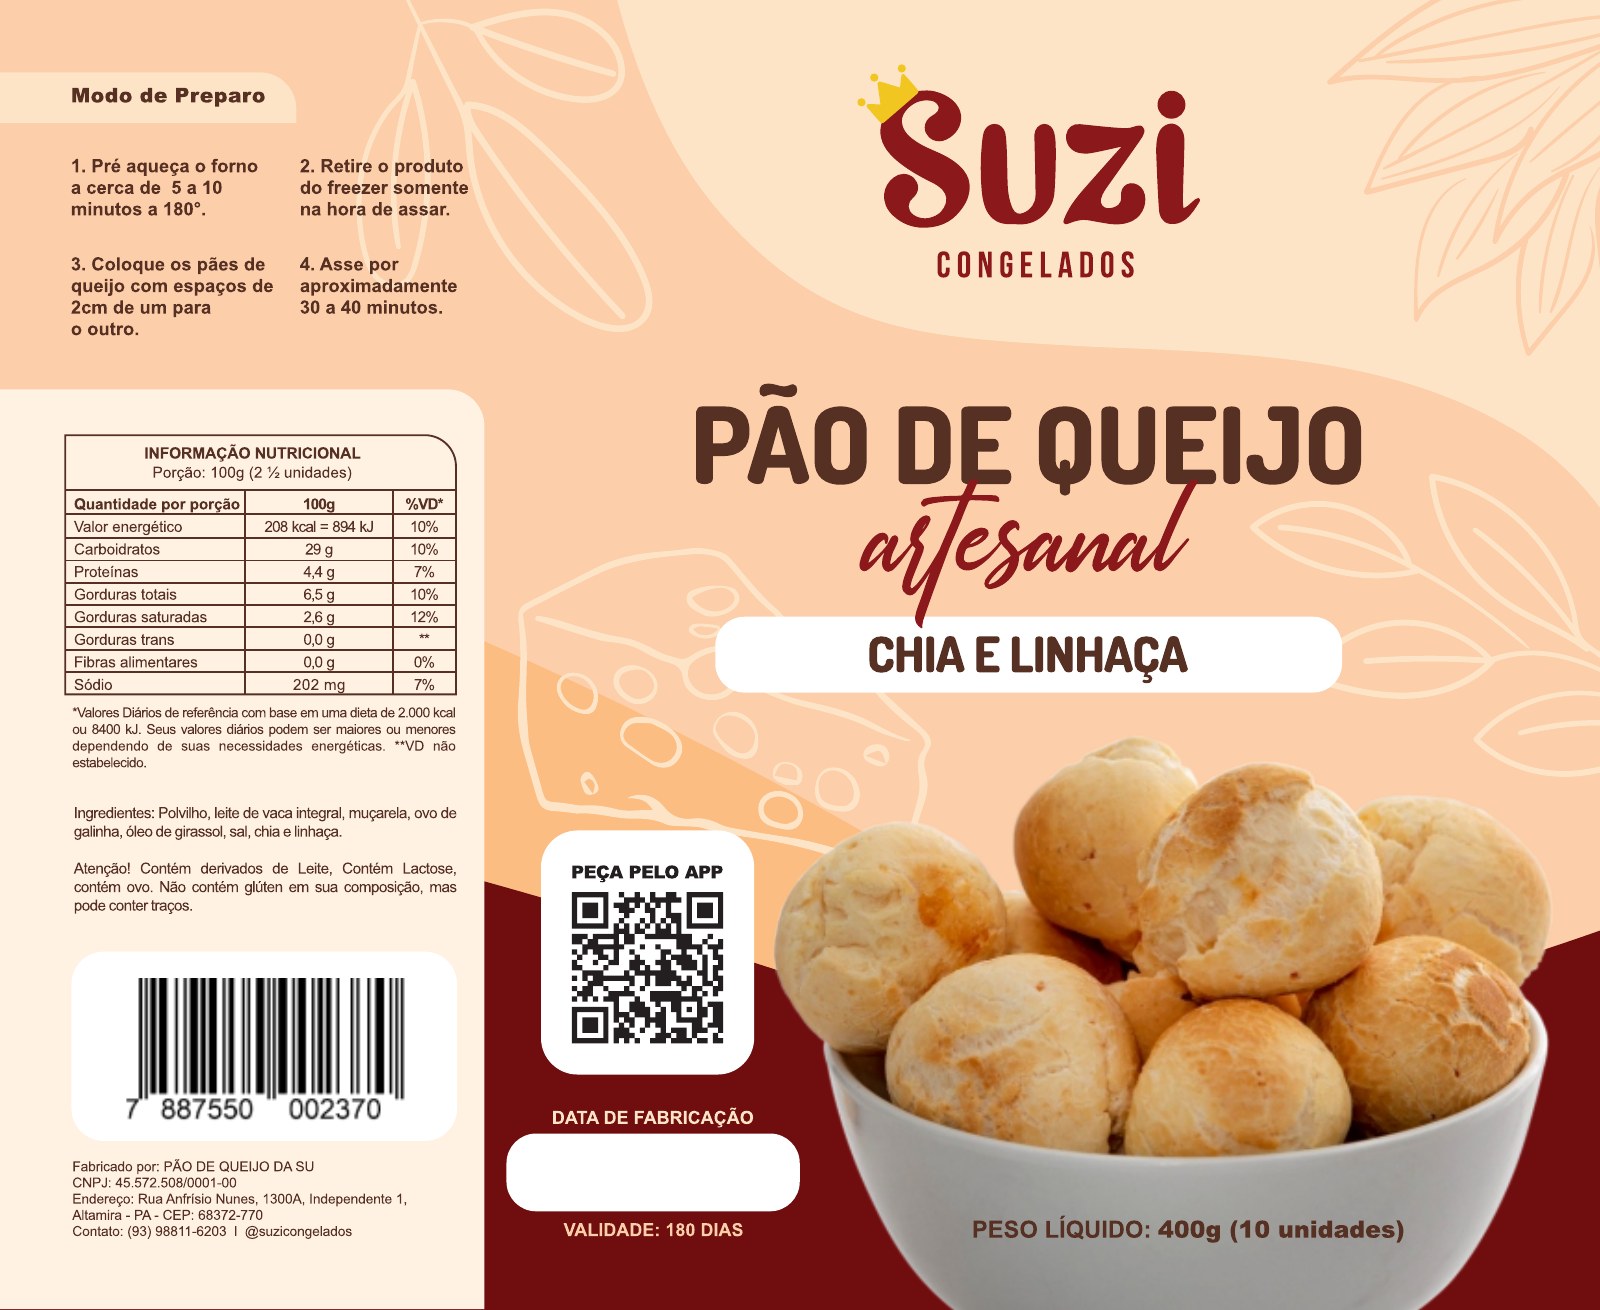 Modo de Preparo
1. Pré aqueça o forno
a cerca de  5 a 10
minutos a 180°.
2. Retire o produto
do freezer somente
na hora de assar.
3. Coloque os pães de
queijo com espaços de
2cm de um para
o outro.
4. Asse por
aproximadamente
30 a 40 minutos.
INFORMAÇÃO NUTRICIONAL
Porção: 100g (2 ½ unidades)
Quantidade por porção 100g %VD*
Valor energético 208 kcal = 894 kJ 10%
Carboidratos 29 g 10%
Proteínas 4,4 g 7%
Gorduras totais 6,5 g 10%
Gorduras saturadas 2,6 g 12%
Gorduras trans 0,0 g **
Fibras alimentares 0,0 g 0%
Sódio 202 mg 7%
*Valores Diários de referência com base em uma dieta de 2.000 kcal
ou 8400 kJ. Seus valores diários podem ser maiores ou menores
dependendo de suas necessidades energéticas. **VD não
estabelecido.
Ingredientes: Polvilho, leite de vaca integral, muçarela, ovo de
galinha, óleo de girassol, sal, chia e linhaça.
Atenção! Contém derivados de Leite, Contém Lactose,
contém ovo. Não contém glúten em sua composição, mas
pode conter traços.
7 887550 002370
Fabricado por: PÃO DE QUEIJO DA SU
CNPJ: 45.572.508/0001-00
Endereço: Rua Anfrísio Nunes, 1300A, Independente 1,
Altamira - PA - CEP: 68372-770
Contato: (93) 98811-6203 I @suzicongelados
Suzi
CONGELADOS
PÃO DE QUEIJO
artesanal
CHIA E LINHAÇA
PEÇA PELO APP
DATA DE FABRICAÇÃO
VALIDADE: 180 DIAS
PESO LÍQUIDO: 400g (10 unidades)